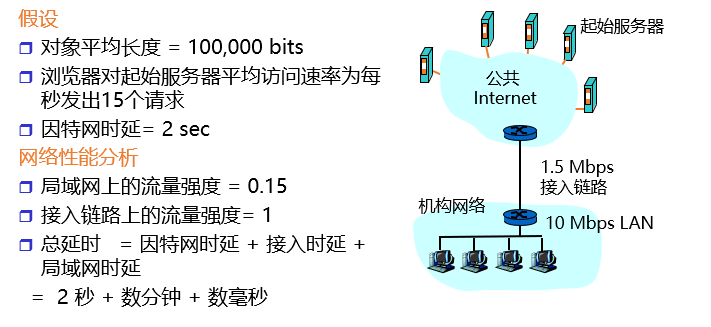 假设
对象平均长度 = 100,000 bits
浏览器对起始服务器平均访问速率为每
秒发出15个请求
因特网时延= 2 sec
网络性能分析
局域网上的流量强度 = 0.15
接入链路上的流量强度= 1
总延时 = 因特网时延 + 接入时延 +
局域网时延
= 2 秒 + 数分钟 + 数毫秒
起始服务器
公共
Internet
1.5 Mbps
接入链路
机构网络
10 Mbps LAN